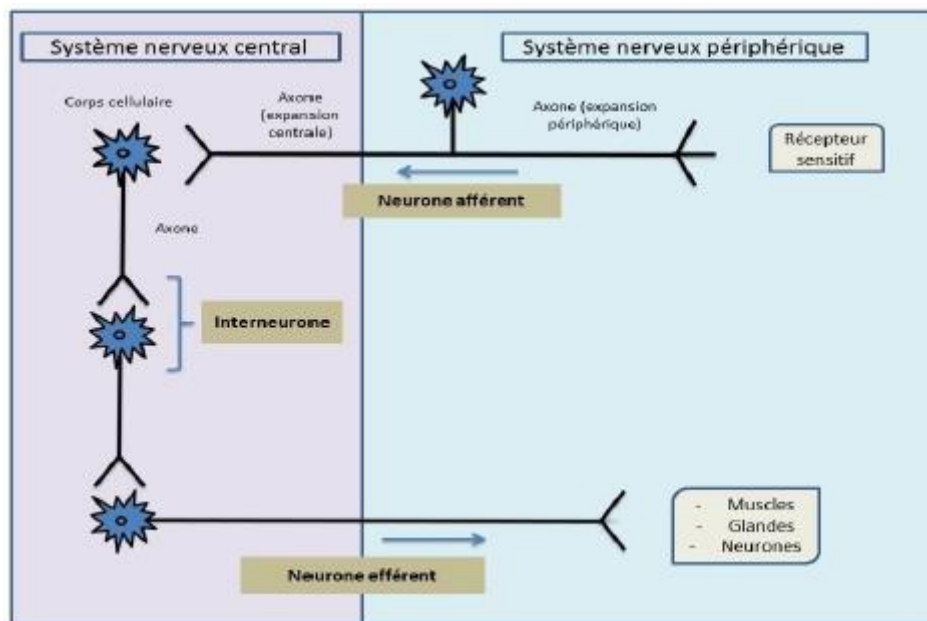 Système nerveux central
Système nerveux périphérique
Corps cellulaire
Axone
(expansion
centrale)
Axone (expansion
périphérique)
Récepteur
sensitif
Neurone afférent
Axone
Interneurone
- Muscles
- Glandes
- Neurones
Neurone efférent